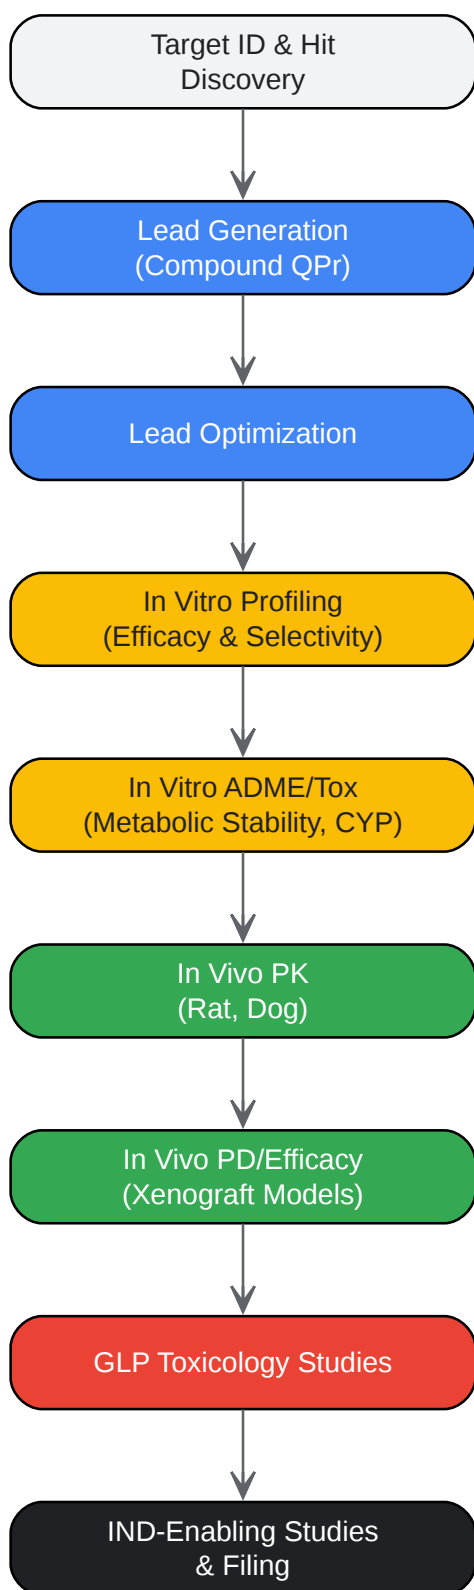 Target ID & Hit
Discovery
Lead Generation
(Compound QPr)
Lead Optimization
In Vitro Profiling
(Efficacy & Selectivity)
In Vitro ADME/Tox
(Metabolic Stability, CYP)
In Vivo PK
(Rat, Dog)
In Vivo PD/Efficacy
(Xenograft Models)
GLP Toxicology Studies
IND-Enabling Studies
& Filing